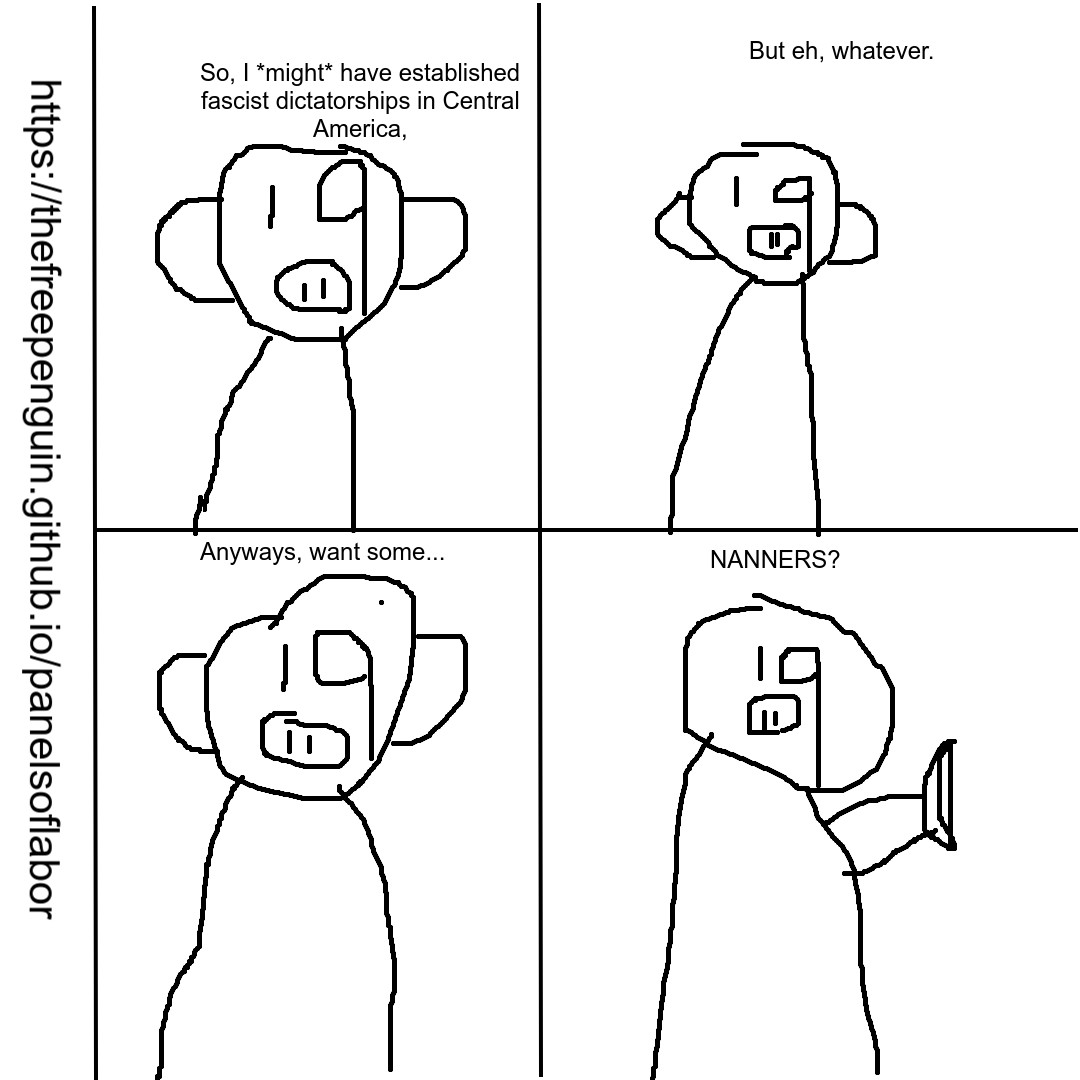 https://thefreepenguin.github.io/panelsoflabor
So, I *might* have established
fascist dictatorships in Central
America,
But eh, whatever.
Anyways, want some...
NANNERS?